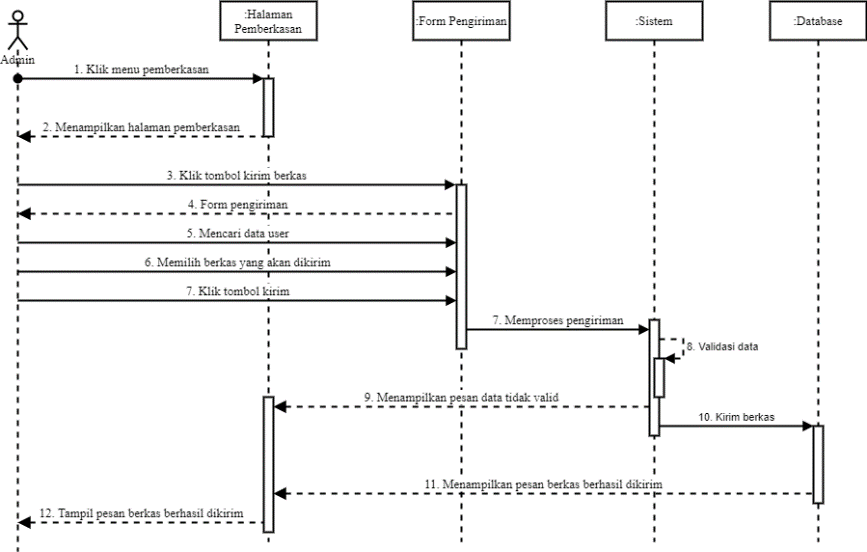 :Halaman
Pemberkasan
:Form Pengiriman
:Sistem
:Database
Admin
1. Klik menu pemberkasan
2. Menampilkan halaman pemberkasan
3. Klik tombol kirim berkas
4. Form pengiriman
5. Mencari data user
6. Memilih berkas yang akan dikirim
7. Klik tombol kirim
7. Memproses pengiriman
8. Validasi data
9. Menampilkan pesan data tidak valid
10. Kirim berkas
11. Menampilkan pesan berkas berhasil dikirim
12. Tampil pesan berkas berhasil dikirim